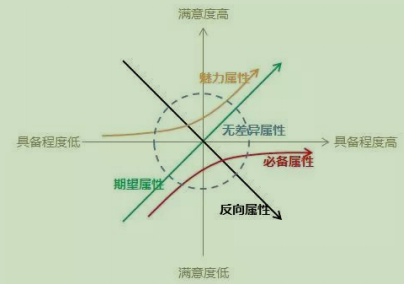 满意度高
魅力属性
无差异属性
具备程度低
具备程度高
必备属性
期望属性
反向属性
满意度低